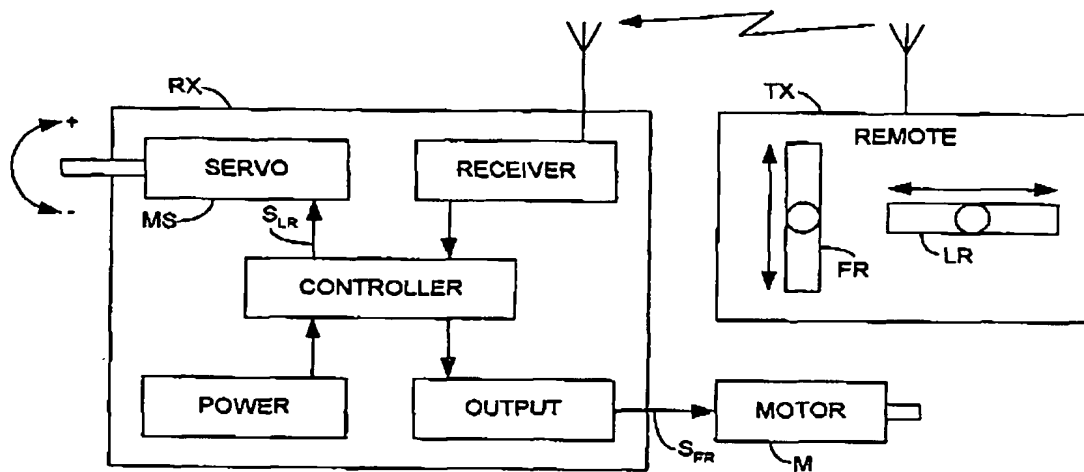 RX
TX
REMOTE
+
SERVO
RECEIVER
-
MS
S_LR
FR
LR
CONTROLLER
POWER
OUTPUT
MOTOR
S_FR
M